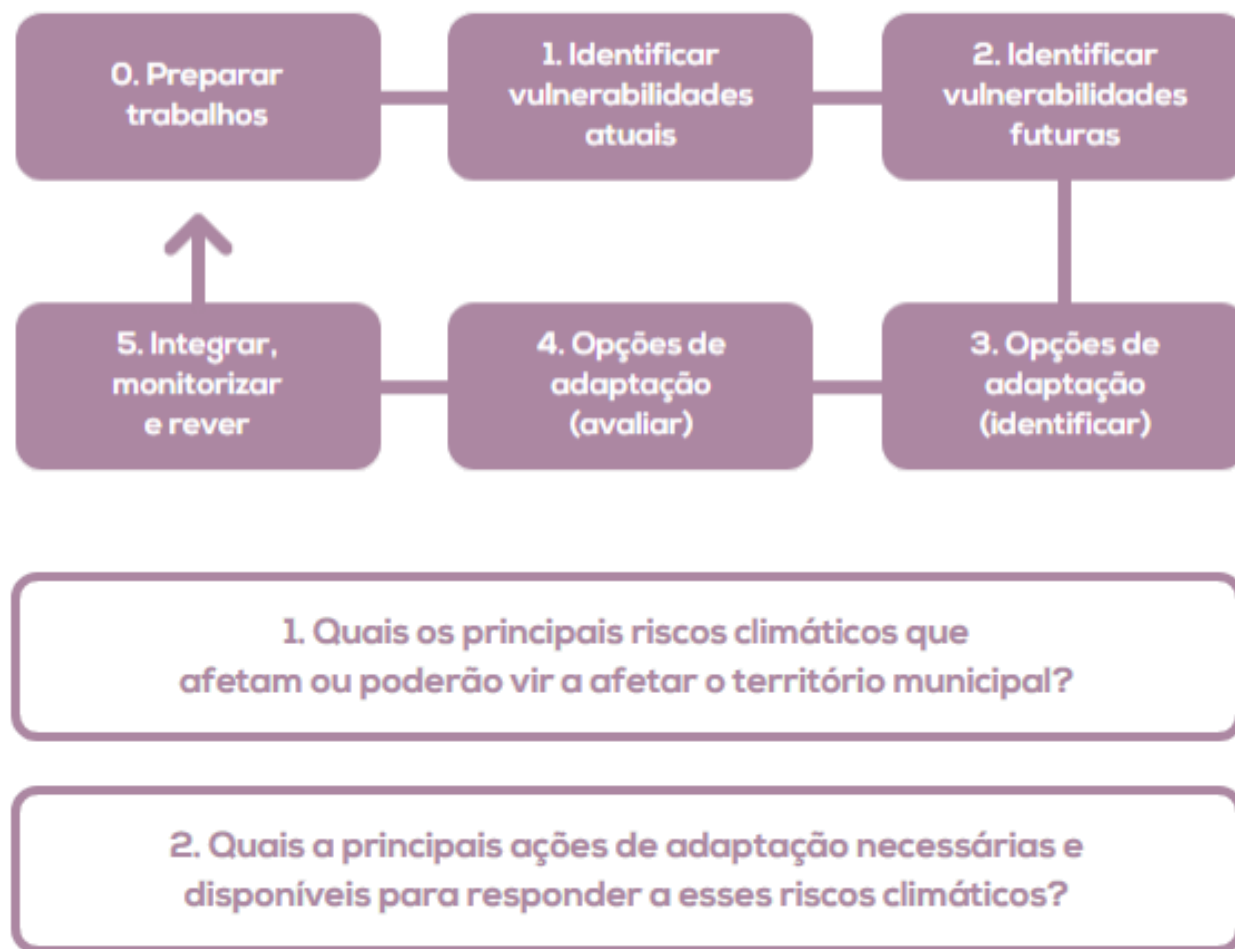 0. Preparar
trabalhos
1. Identificar
vulnerabilidades
atuais
2. Identificar
vulnerabilidades
futuras
5. Integrar,
monitorizar
e rever
4. Opções de
adaptação
(avaliar)
3. Opções de
adaptação
(identificar)
1. Quais os principais riscos climáticos que
afetam ou poderão vir a afetar o território municipal?
2. Quais a principais ações de adaptação necessárias e
disponíveis para responder a esses riscos climáticos?